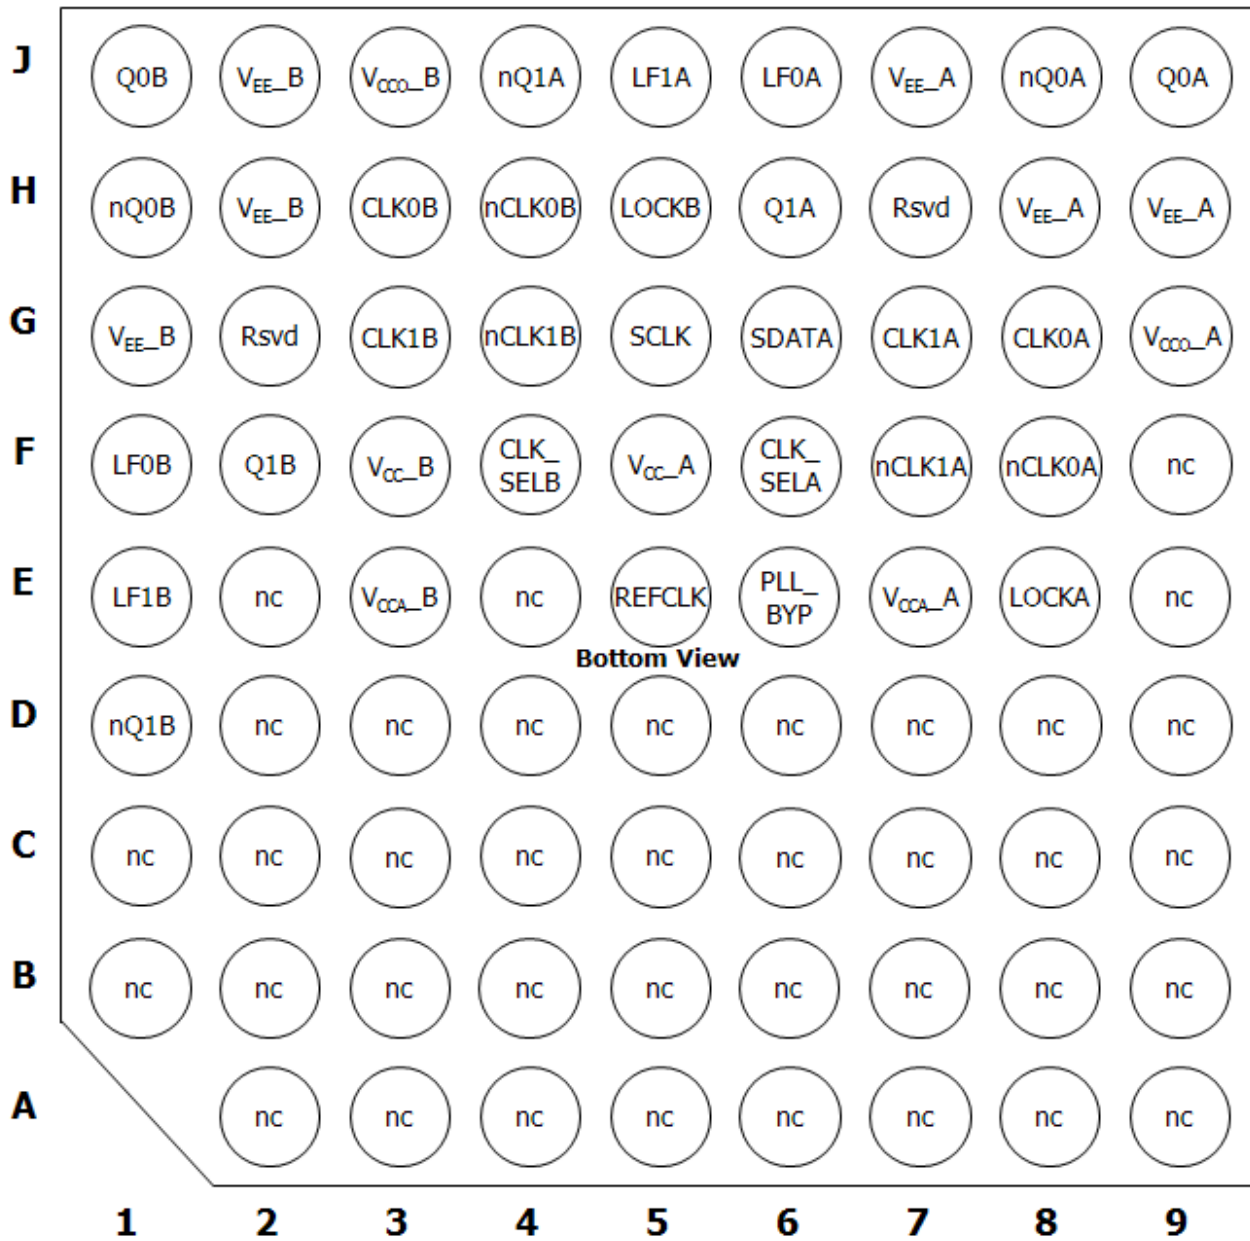 J Q0B VEE_B VCCO_B nQ1A LF1A LF0A VEE_A nQ0A Q0A
H nQ0B VEE_B CLK0B nCLK0B LOCKB Q1A Rsvd VEE_A VEE_A
G VEE_B Rsvd CLK1B nCLK1B SCLK SDATA CLK1A CLK0A VCCO_A
F LF0B Q1B VCC_B CLK_ SELB VCC_A CLK_ SELA nCLK1A nCLK0A nc
E LF1B nc VCCA_B nc REFCLK PLL_ BYP VCCA_A LOCKA nc
Bottom View
D nQ1B nc nc nc nc nc nc nc nc
C nc nc nc nc nc nc nc nc nc
B nc nc nc nc nc nc nc nc nc
A nc nc nc nc nc nc nc nc
1 2 3 4 5 6 7 8 9